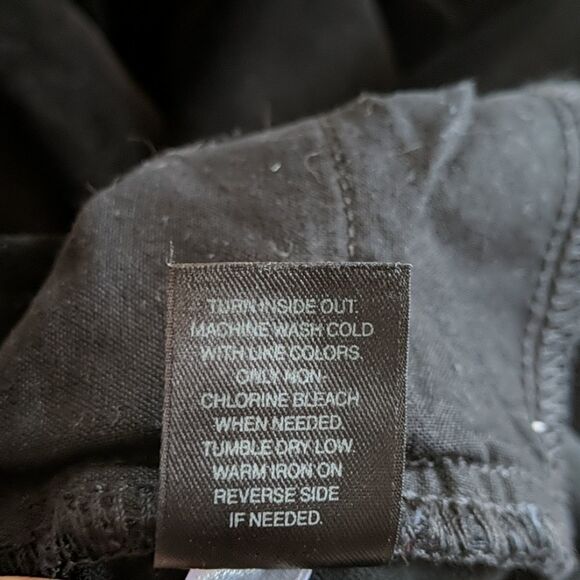 TURN INSIDE OUT.
MACHINE WASH COLD
WITH LIKE COLORS.
ONLY NON-
CHLORINE BLEACH
WHEN NEEDED.
TUMBLE DRY LOW.
WARM IRON ON
REVERSE SIDE
IF NEEDED.